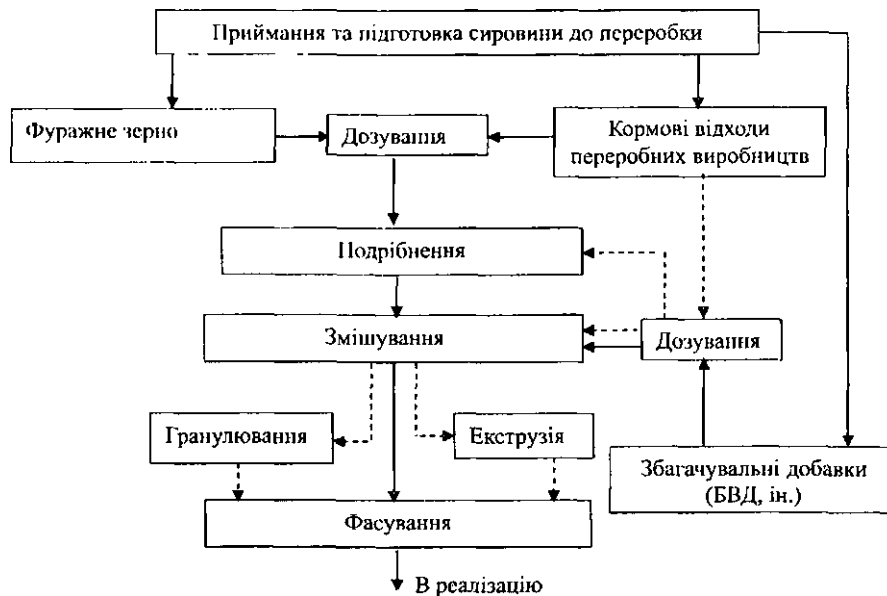 Приймання та підготовка сировини до переробки
Фуражне зерно
Дозування
Кормові відходи
переробних виробництв
Подрібнення
Змішування
Дозування
Гранулювання
Екструзія
Збагачувальні добавки
(БВД, ін.)
Фасування
В реалізацію